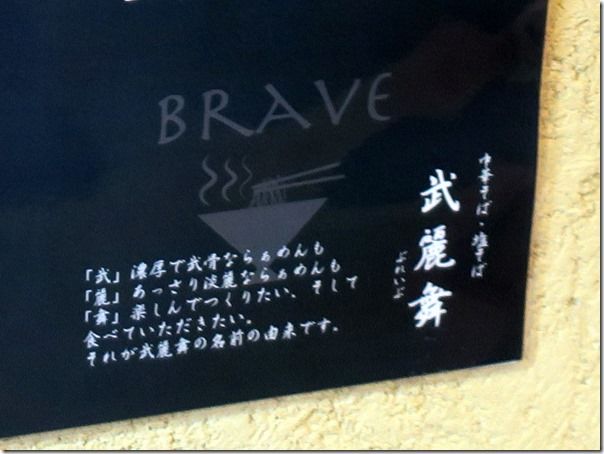 BRAVE
中華そば・塩そば
武麗舞
ぶれいぶ
「武」濃厚で武骨ならぁめんも
「麗」あっさり淡麗ならぁめんも
「舞」楽しんでつくりたい、そして
食べていただきたい。
それが武麗舞の名前の由来です。